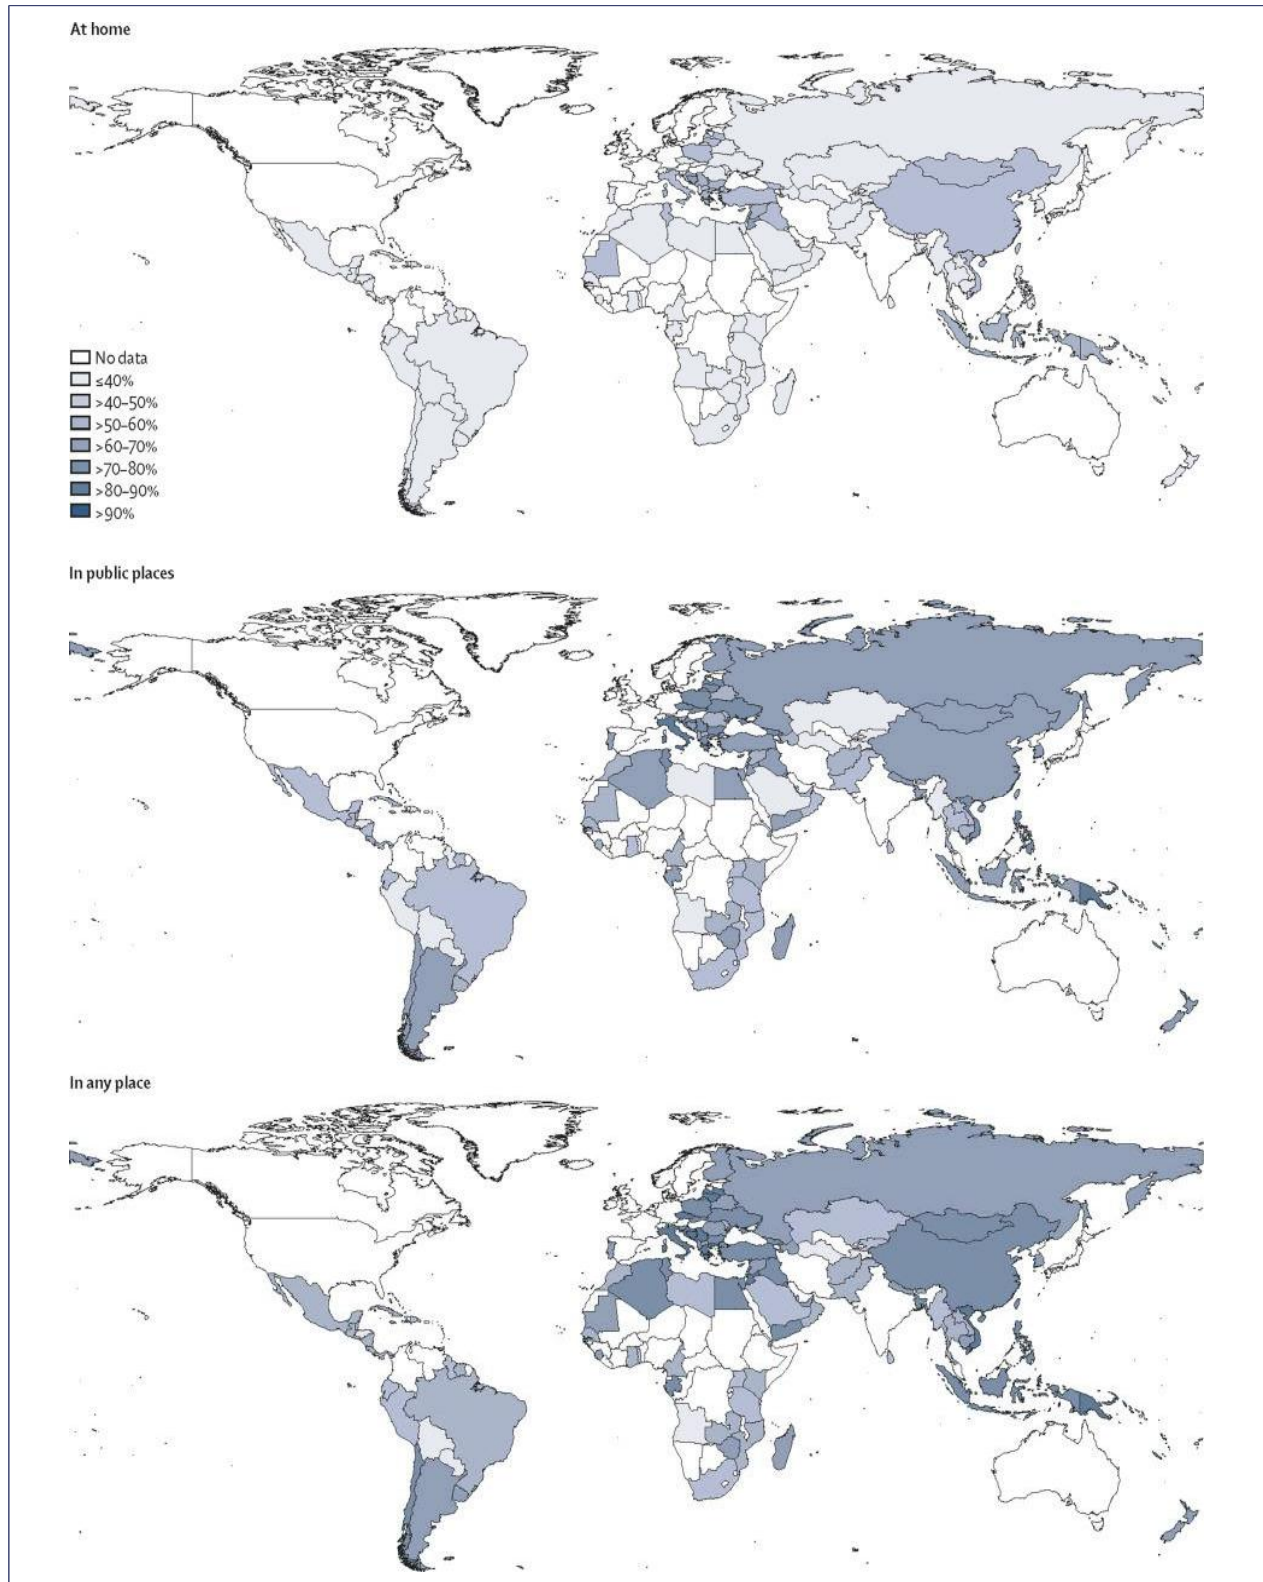 At home
No data
≤40%
>40–50%
>50–60%
>60–70%
>70–80%
>80–90%
>90%
In public places
In any place